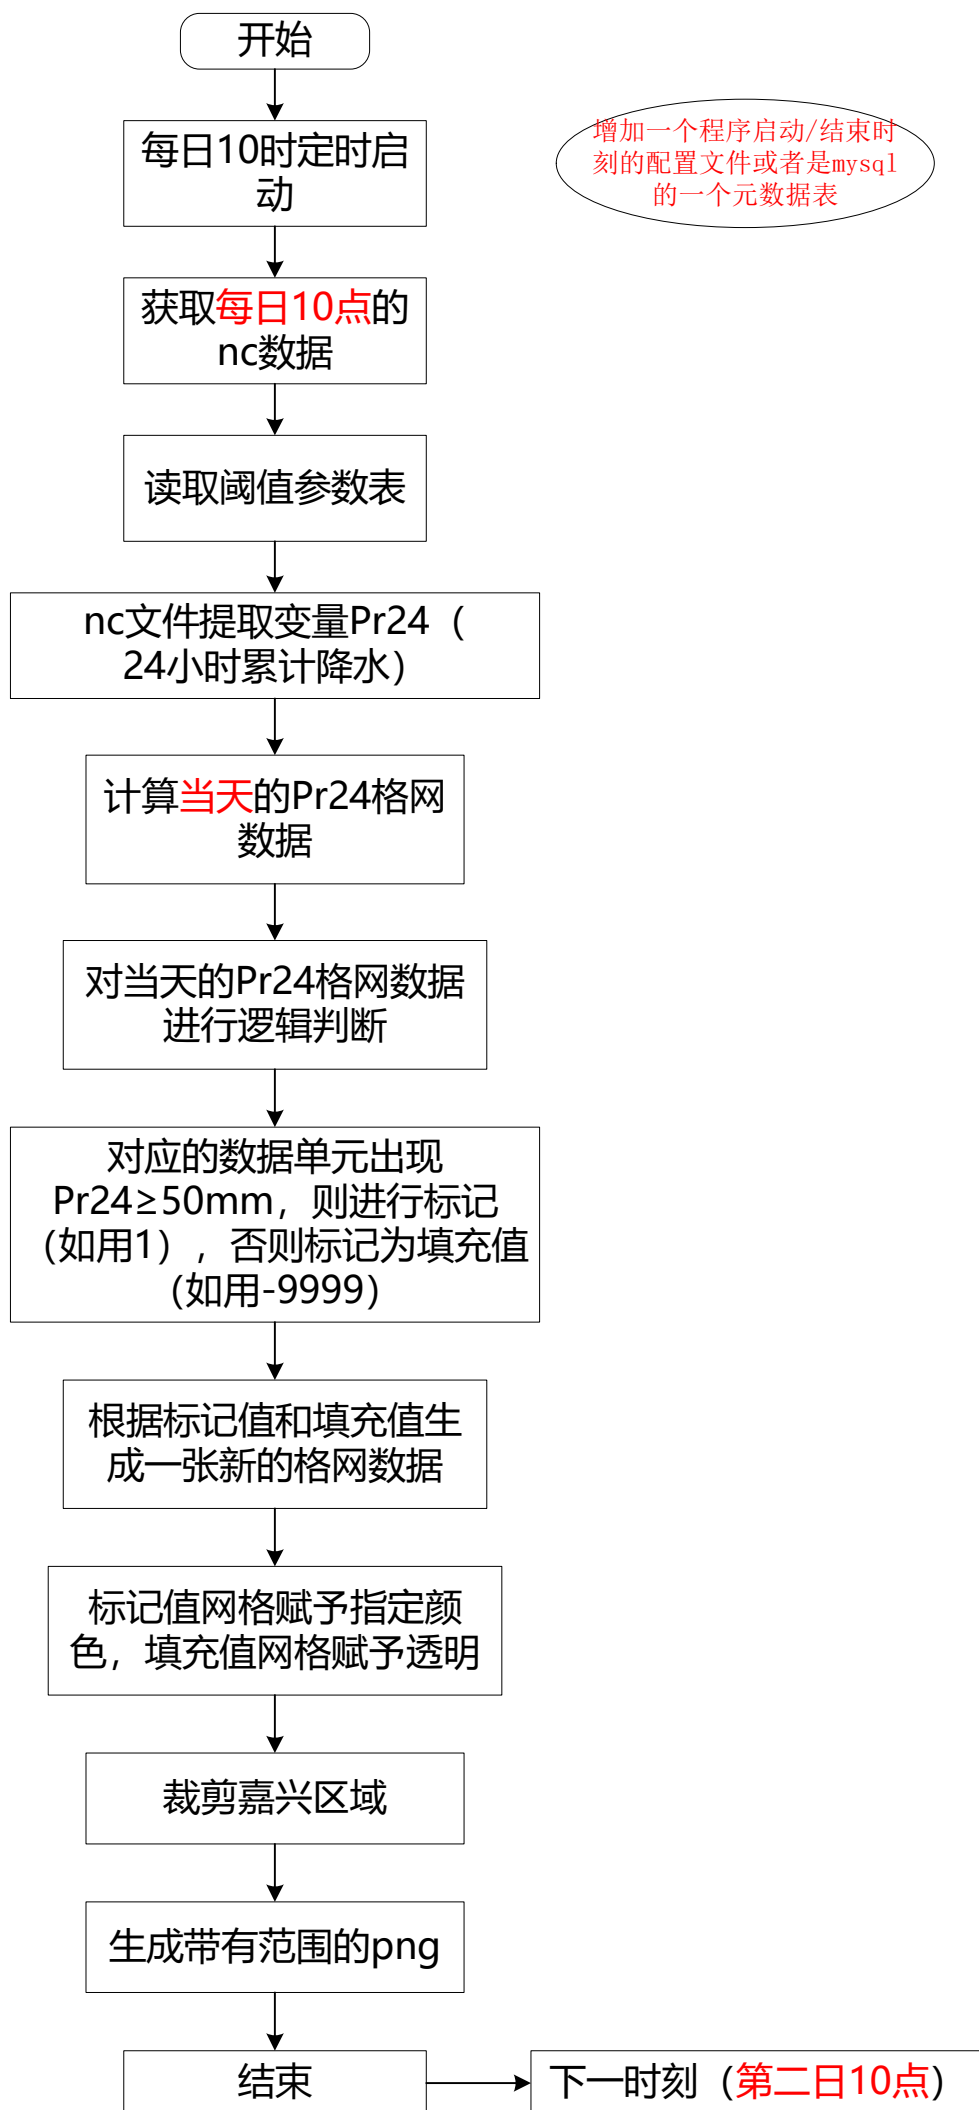 开始
每日10时定时启
动
增加一个程序启动/结束时
刻的配置文件或者是mysql
的一个元数据表
获取每日10点的
nc数据
读取阈值参数表
nc文件提取变量Pr24（
24小时累计降水）
计算当天的Pr24格网
数据
对当天的Pr24格网数据
进行逻辑判断
对应的数据单元出现
Pr24≥50mm，则进行标记
（如用1），否则标记为填充值
（如用-9999）
根据标记值和填充值生
成一张新的格网数据
标记值网格赋予指定颜
色，填充值网格赋予透明
裁剪嘉兴区域
生成带有范围的png
结束
下一时刻（第二日10点）